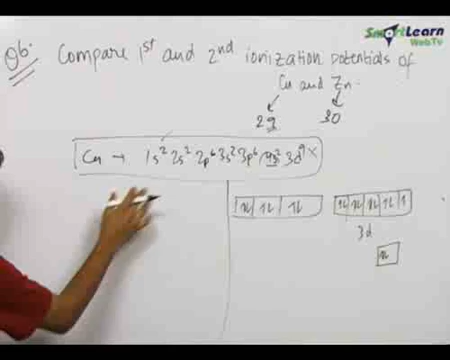 SmartLearn
WebTv
Q6. Compare 1st and 2nd ionization potentials of
Cu and Zn.
29 30
Cu → 1s² 2s² 2p⁶ 3s² 3p⁶ 4s² 3d⁹ ×
3d